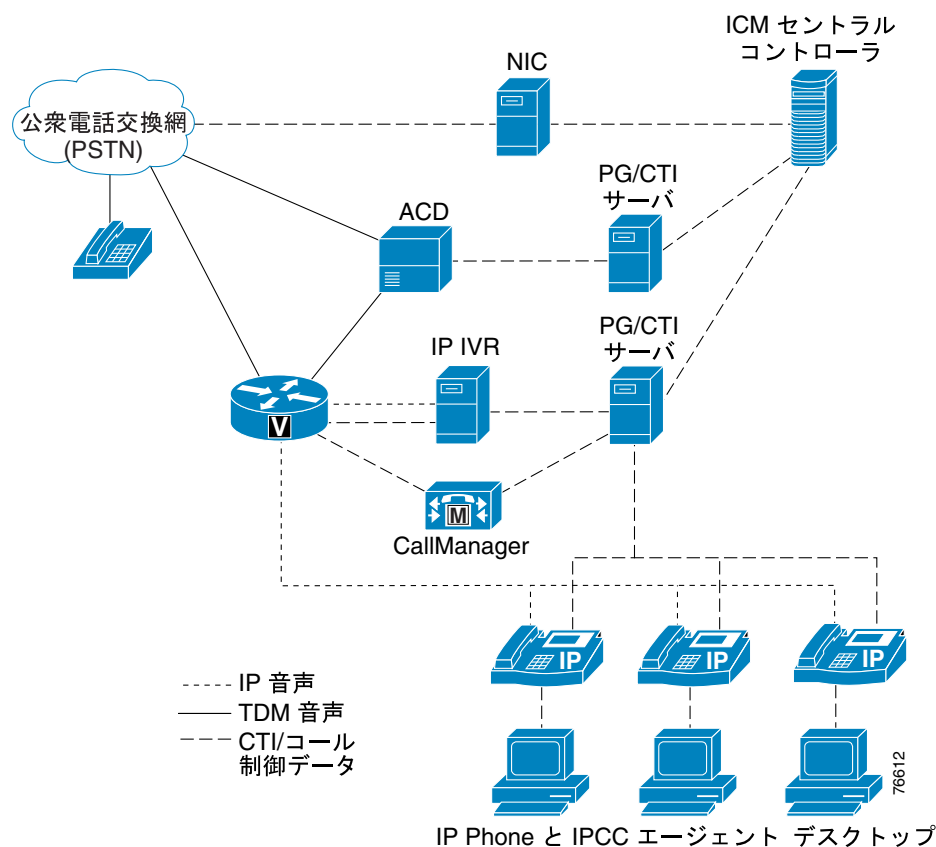 ICM セントラル
コントローラ
NIC
公衆電話交換網
(PSTN)
PG/CTI
サーバ
ACD
PG/CTI
サーバ
IP IVR
V
M
CallManager
IP
IP
IP
IP 音声
TDM 音声
CTI/コール
制御データ
76612
IP Phone と IPCC エージェント デスクトップ